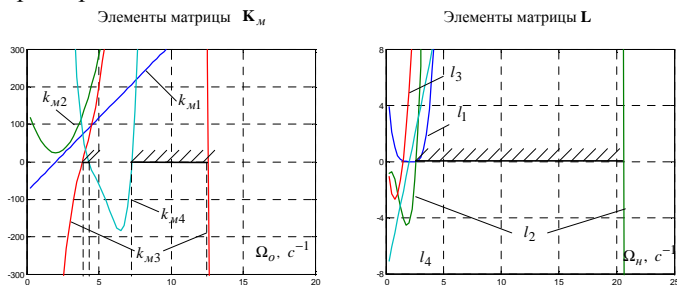 Элементы матрицы K_м
Элементы матрицы L
300
200
100
0
-100
-200
-300
0
5
10
15
20
k_м2
k_м1
k_м4
k_м3
Ω_o, c^{-1}
8
4
0
-4
-8
0
5
10
15
20
25
l_3
l_1
l_2
l_4
Ω_н, c^{-1}